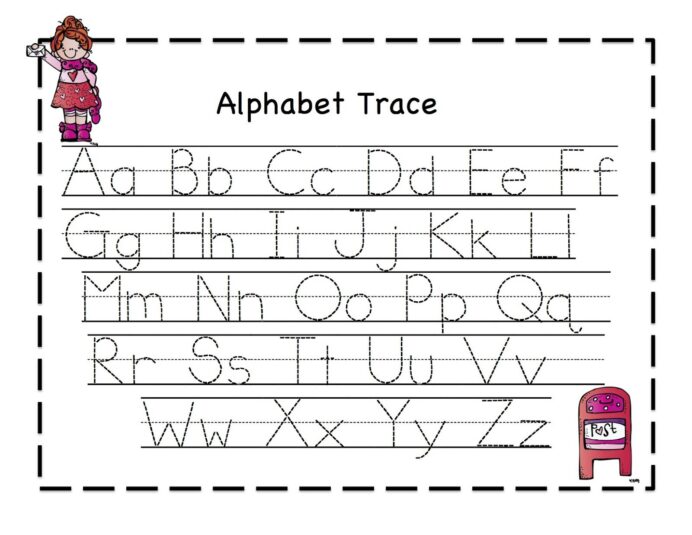 Alphabet Trace
Aa Bb Cc Dd Ee Ff
Gg Hh Ii Jj Kk Ll
Mm Nn Oo Pp Qq
Rr Ss Tt Uu Vv
Ww Xx Yy Zz
Post